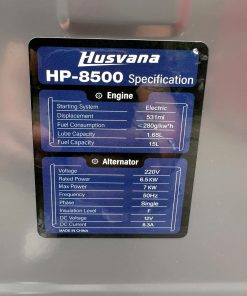 Husvana
HP-8500 Specification
Engine
Starting System Electric
Displacement 531ml
Fuel Consumption ≤280g/kw*h
Lube Capacity 1.65L
Fuel Capacity 15L
Alternator
Voltage 220V
Rated Power 6.5KW
Max Power 7 KW
Frequency 50Hz
Phase Single
Insulation Level F
DC Voltage 12V
DC Current 8.3A
MADE IN CHINA